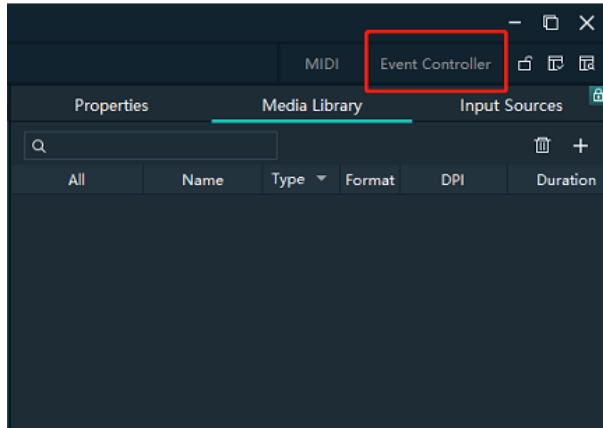 MIDI Event Controller
Properties Media Library Input Sources
All Name Type Format DPI Duration